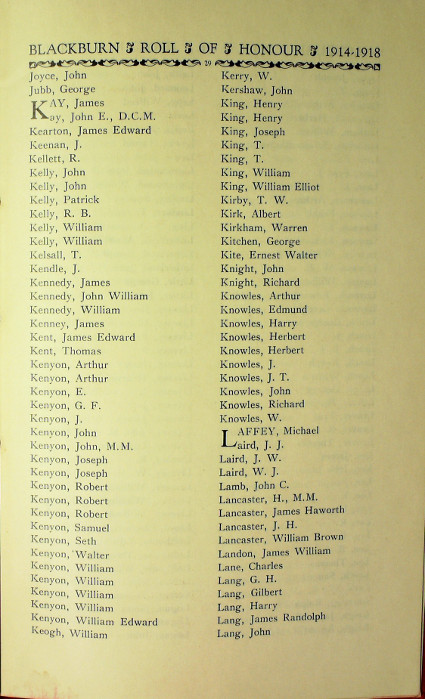 BLACKBURN ROLL OF HONOUR 1914-1918
29
Joyce, John
Jubb, George
KAY, James
Kay, John E., D.C.M.
Kearton, James Edward
Keenan, J.
Kellett, R.
Kelly, John
Kelly, John
Kelly, Patrick
Kelly, R. B.
Kelly, William
Kelly, William
Kelsall, T.
Kendle, J.
Kennedy, James
Kennedy, John William
Kennedy, William
Kenney, James
Kent, James Edward
Kent, Thomas
Kenyon, Arthur
Kenyon, Arthur
Kenyon, E.
Kenyon, G. F.
Kenyon, J.
Kenyon, John
Kenyon, John, M.M.
Kenyon, Joseph
Kenyon, Joseph
Kenyon, Robert
Kenyon, Robert
Kenyon, Robert
Kenyon, Samuel
Kenyon, Seth
Kenyon, Walter
Kenyon, William
Kenyon, William
Kenyon, William
Kenyon, William
Kenyon, William Edward
Keogh, William
Kerry, W.
Kershaw, John
King, Henry
King, Henry
King, Joseph
King, T.
King, T.
King, William
King, William Elliot
Kirby, T. W.
Kirk, Albert
Kirkham, Warren
Kitchen, George
Kite, Ernest Walter
Knight, John
Knight, Richard
Knowles, Arthur
Knowles, Edmund
Knowles, Harry
Knowles, Herbert
Knowles, Herbert
Knowles, J.
Knowles, J. T.
Knowles, John
Knowles, Richard
Knowles, W.
LAFFEY, Michael
Laird, J. J.
Laird, J. W.
Laird, W. J.
Lamb, John C.
Lancaster, H., M.M.
Lancaster, James Haworth
Lancaster, J. H.
Lancaster, William Brown
Landon, James William
Lane, Charles
Lang, G. H.
Lang, Gilbert
Lang, Harry
Lang, James Randolph
Lang, John